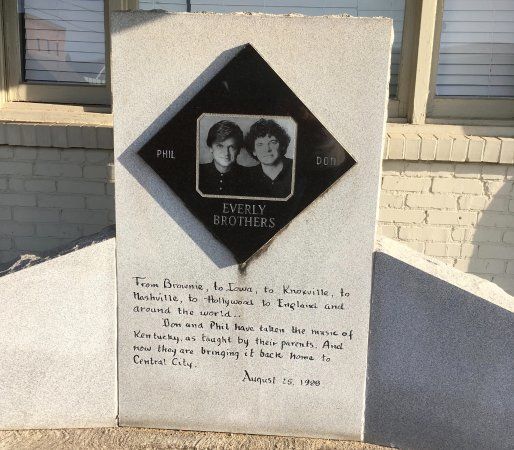 PHIL
DON
EVERLY
BROTHERS
From Brownie, to Iowa, to Knoxville, to
Nashville, to Hollywood to England and
around the world..
Don and Phil have taken the music of
Kentucky, as taught by their parents. And
now they are bringing it back home to
Central City.
August 25, 1988